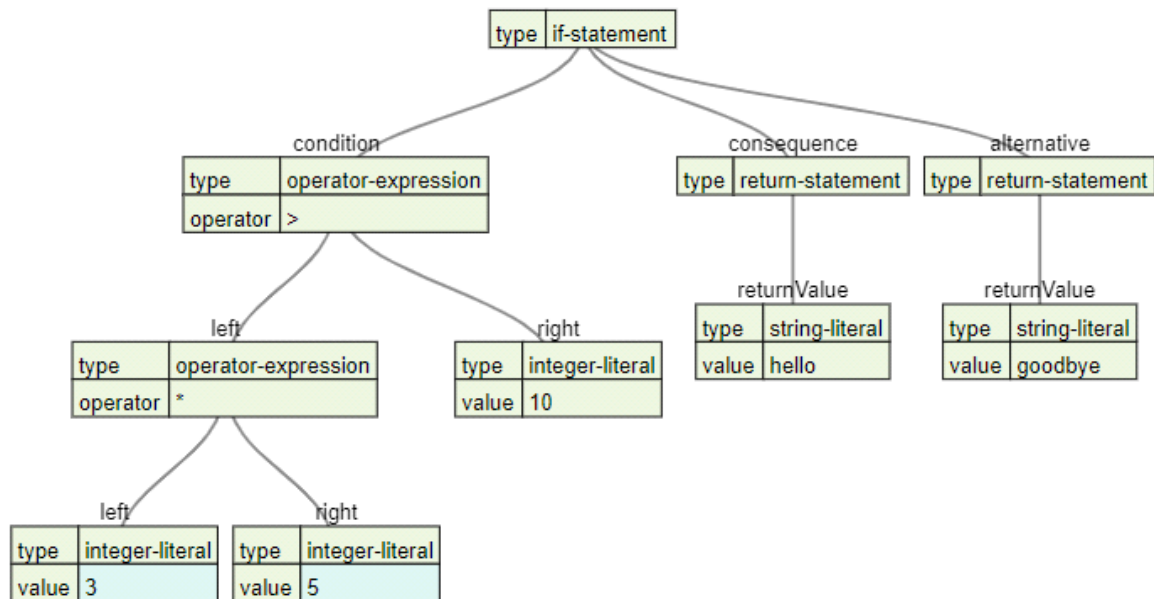 type if-statement
condition consequence alternative
type operator-expression type return-statement type return-statement
operator >
returnValue returnValue
left right type string-literal type string-literal
type operator-expression type integer-literal value hello value goodbye
operator * value 10
left right
type integer-literal type integer-literal
value 3 value 5